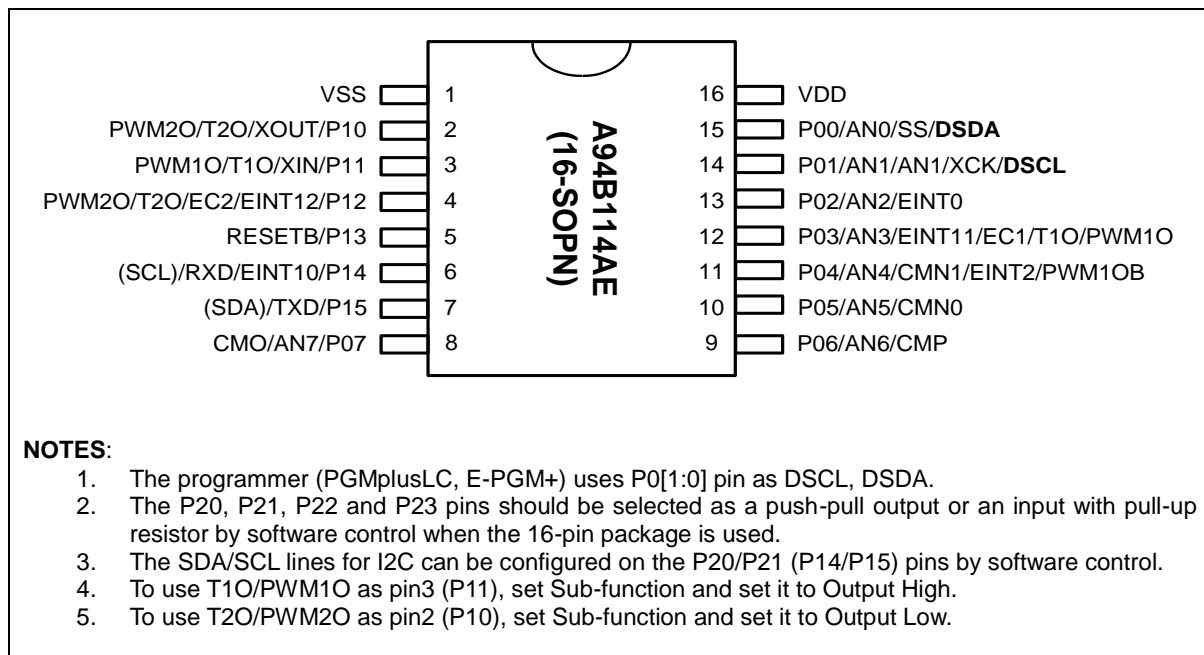 VSS 1 16 VDD
PWM2O/T2O/XOUT/P10 2 15 P00/AN0/SS/DSDA
PWM1O/T1O/XIN/P11 3 14 P01/AN1/AN1/XCK/DSCL
PWM2O/T2O/EC2/EINT12/P12 4 13 P02/AN2/EINT0
RESETB/P13 5 12 P03/AN3/EINT11/EC1/T1O/PWM1O
(SCL)/RXD/EINT10/P14 6 11 P04/AN4/CMN1/EINT2/PWM1OB
(SDA)/TXD/P15 7 10 P05/AN5/CMN0
CMO/AN7/P07 8 9 P06/AN6/CMP
A94B114AE
(16-SOPN)
NOTES:
1. The programmer (PGMplusLC, E-PGM+) uses P0[1:0] pin as DSCL, DSDA.
2. The P20, P21, P22 and P23 pins should be selected as a push-pull output or an input with pull-up
resistor by software control when the 16-pin package is used.
3. The SDA/SCL lines for I2C can be configured on the P20/P21 (P14/P15) pins by software control.
4. To use T1O/PWM1O as pin3 (P11), set Sub-function and set it to Output High.
5. To use T2O/PWM2O as pin2 (P10), set Sub-function and set it to Output Low.